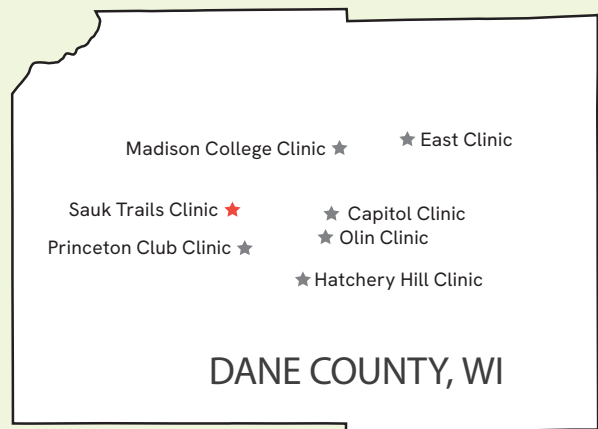 Madison College Clinic
East Clinic
Sauk Trails Clinic
Capitol Clinic
Princeton Club Clinic
Olin Clinic
Hatchery Hill Clinic
DANE COUNTY, WI